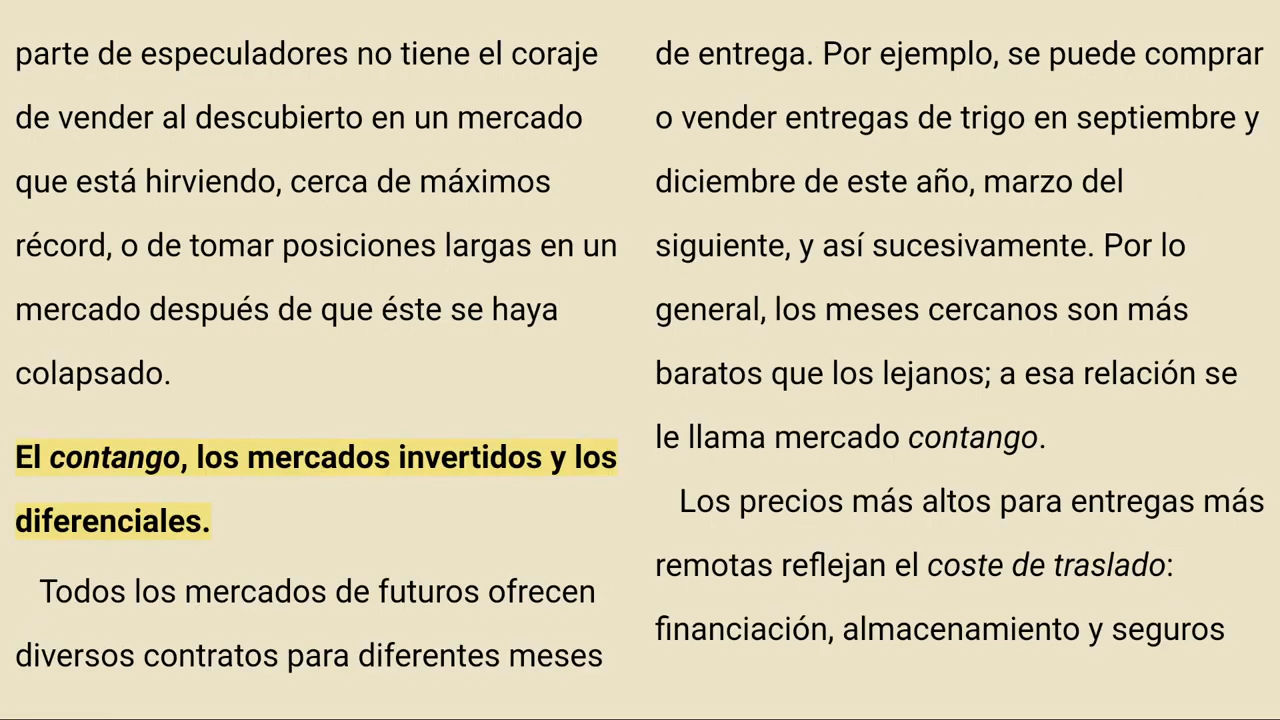 parte de especuladores no tiene el coraje
de vender al descubierto en un mercado
que está hirviendo, cerca de máximos
récord, o de tomar posiciones largas en un
mercado después de que éste se haya
colapsado.
El contango, los mercados invertidos y los
diferenciales.
Todos los mercados de futuros ofrecen
diversos contratos para diferentes meses
de entrega. Por ejemplo, se puede comprar
o vender entregas de trigo en septiembre y
diciembre de este año, marzo del
siguiente, y así sucesivamente. Por lo
general, los meses cercanos son más
baratos que los lejanos; a esa relación se
le llama mercado contango.
Los precios más altos para entregas más
remotas reflejan el coste de traslado:
financiación, almacenamiento y seguros